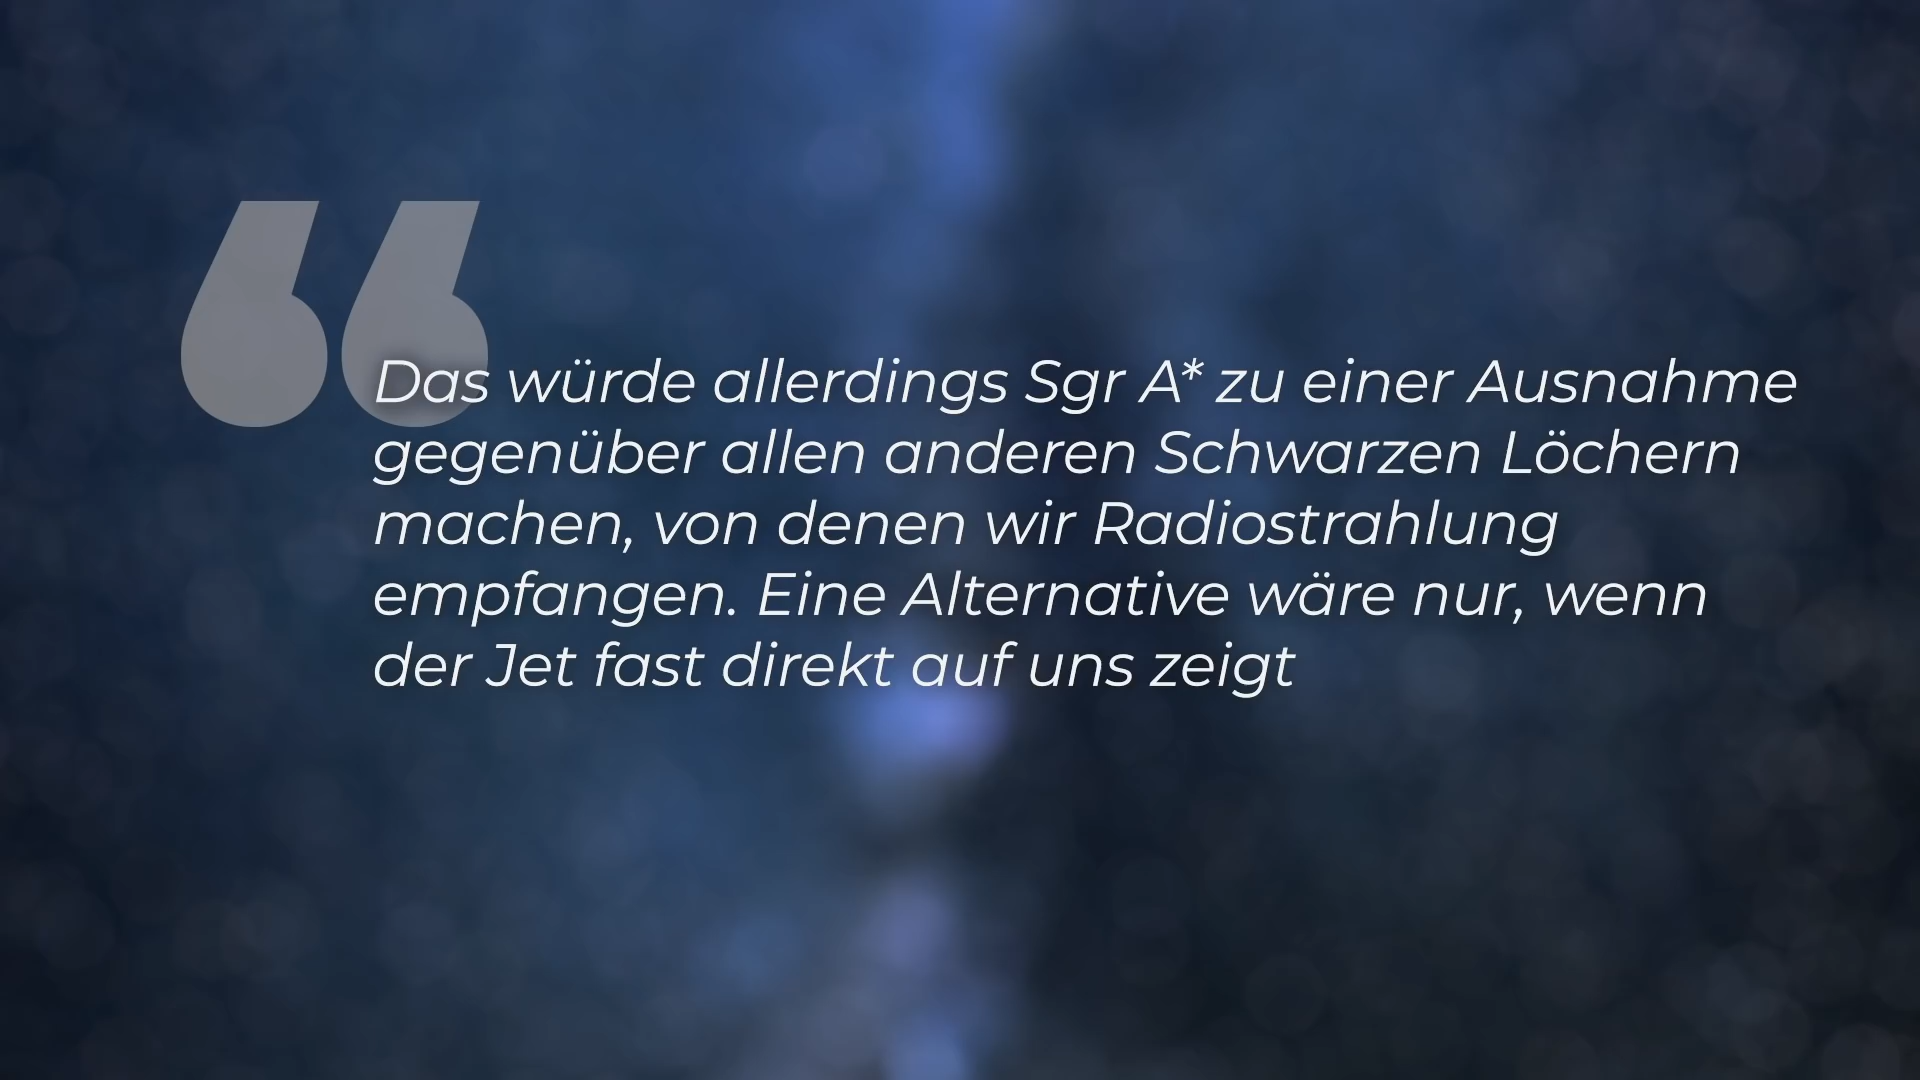 Das würde allerdings Sgr A* zu einer Ausnahme
gegenüber allen anderen Schwarzen Löchern
machen, von denen wir Radiostrahlung
empfangen. Eine Alternative wäre nur, wenn
der Jet fast direkt auf uns zeigt